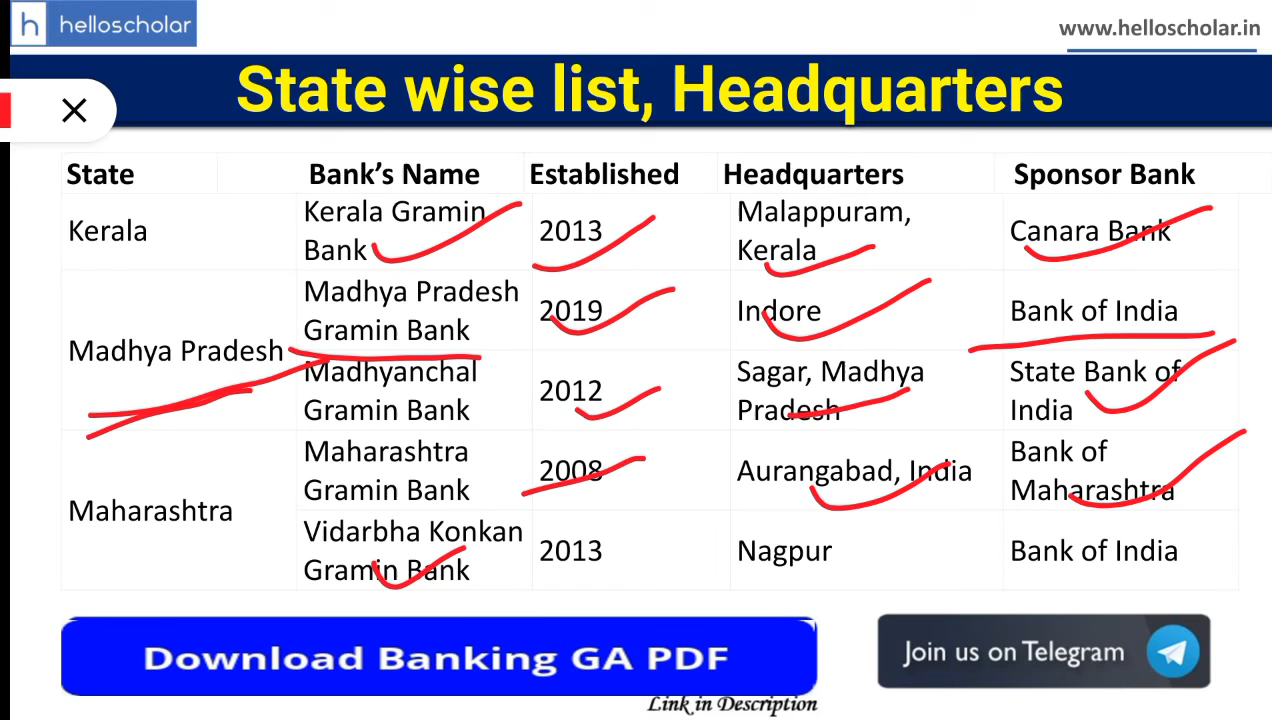 h helloscholar
www.helloscholar.in
State wise list, Headquarters
State Bank's Name Established Headquarters Sponsor Bank
Kerala
Kerala Gramin
Bank
2013
Malappuram,
Kerala
Canara Bank
Madhya Pradesh
Madhya Pradesh
Gramin Bank
2019
Indore
Bank of India
Madhyanchal
Gramin Bank
2012
Sagar, Madhya
Pradesh
State Bank of
India
Maharashtra
Maharashtra
Gramin Bank
2008
Aurangabad, India
Bank of
Maharashtra
Vidarbha Konkan
Gramin Bank
2013
Nagpur
Bank of India
Download Banking GA PDF
Join us on Telegram
Link in Description